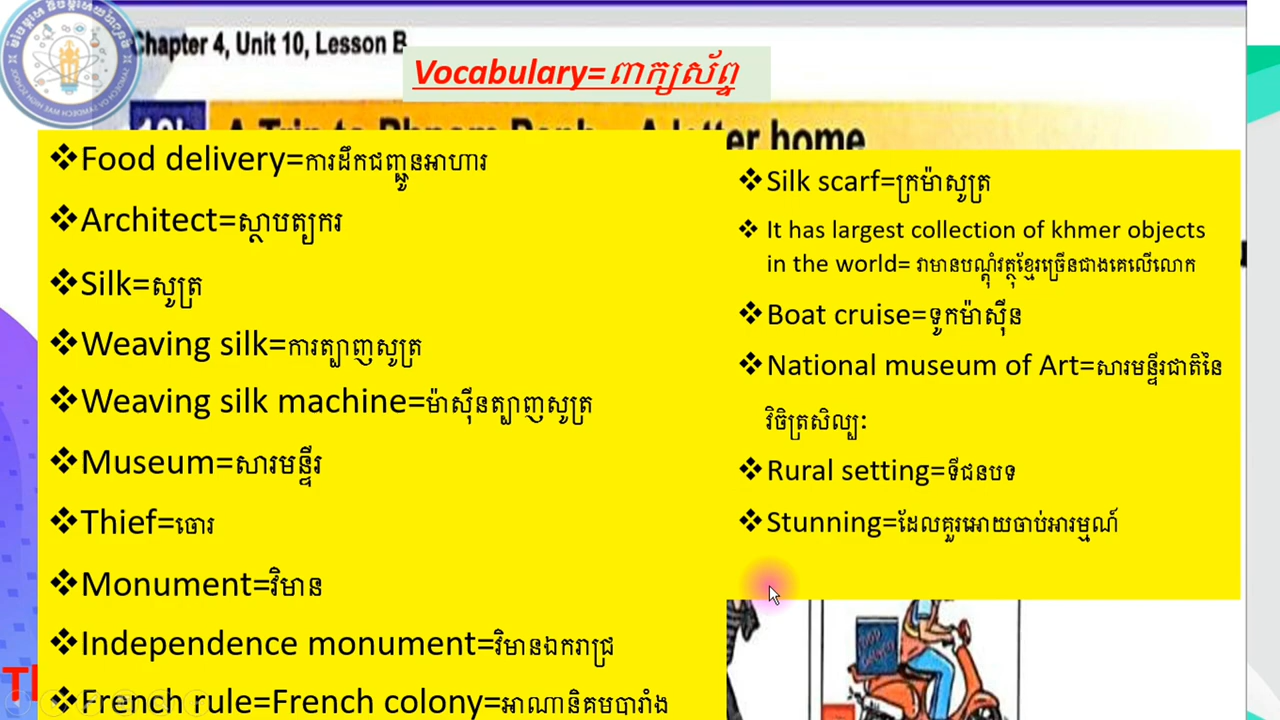 Chapter 4, Unit 10, Lesson B
Vocabulary=ពាក្យស័ព្ទ
❖Food delivery=ការដឹកជញ្ជូនអាហារ
❖Architect=ស្ថាបត្យករ
❖Silk=សូត្រ
❖Weaving silk=ការត្បាញសូត្រ
❖Weaving silk machine=ម៉ាស៊ីនត្បាញសូត្រ
❖Museum=សារមន្ទីរ
❖Thief=ចោរ
❖Monument=វិមាន
❖Independence monument=វិមានឯករាជ្រ
❖French rule=French colony=អាណានិគមបារាំង
er home
❖Silk scarf=ក្រម៉ាសូត្រ
❖It has largest collection of khmer objects
in the world= វាមានបណ្ដុំវត្ថុខ្មែរច្រើនជាងគេលើលោក
❖Boat cruise=ទូកម៉ាស៊ីន
❖National museum of Art=សារមន្ទីរជាតិនៃ
វិចិត្រសិល្បៈ
❖Rural setting=ទីជនបទ
❖Stunning=ដែលគួរអោយចាប់អារម្មណ៍